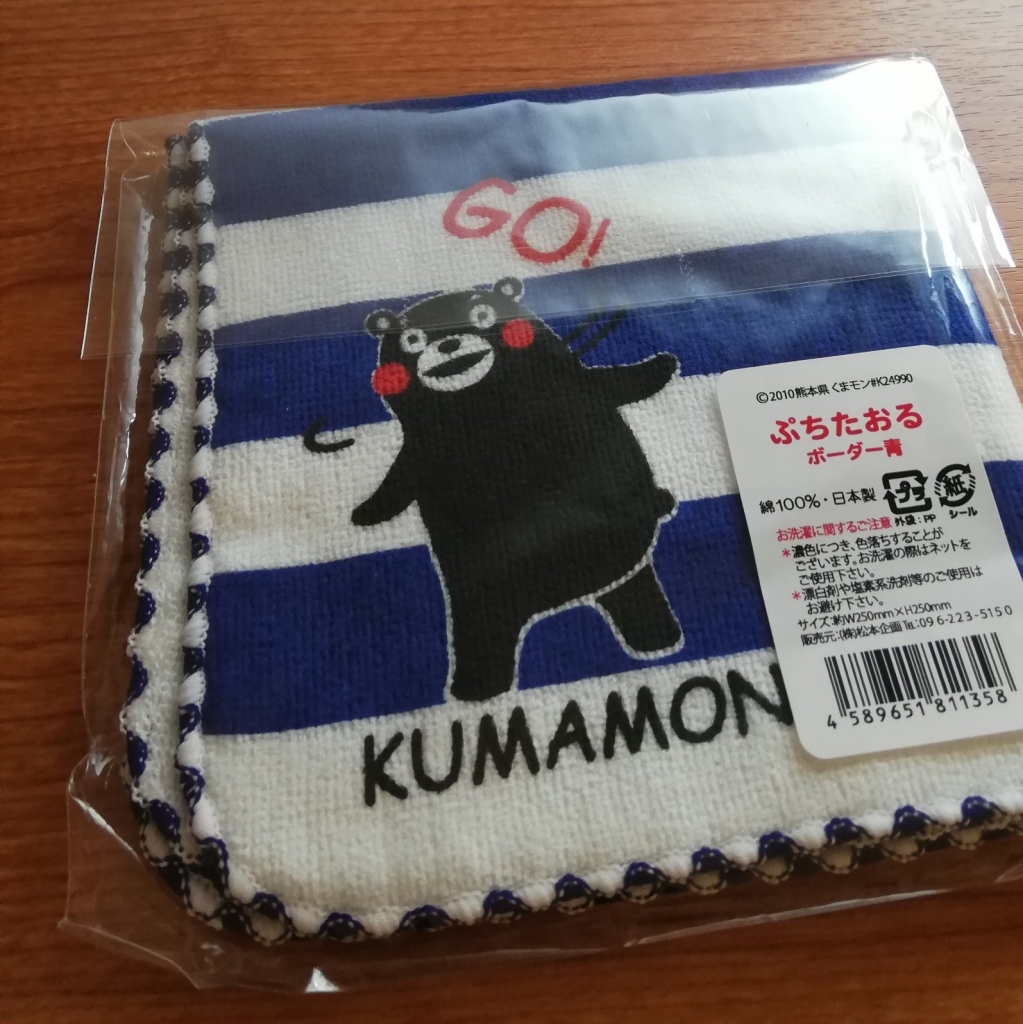 GO!
KUMAMON
©2010熊本県 くまモン#K24990
ぷちたおる
ボーダー青
綿100%・日本製
プラ
紙
外袋:PP
シール
お洗濯に関するご注意
*濃色につき、色落ちすることが
ございます。お洗濯の際はネットを
ご使用下さい。
*漂白剤や塩素系洗剤等のご使用は
お避け下さい。
サイズ:約W250mm×H250mm
販売元:(株)松本企画 ℡:096-223-5150
4 589651 811358